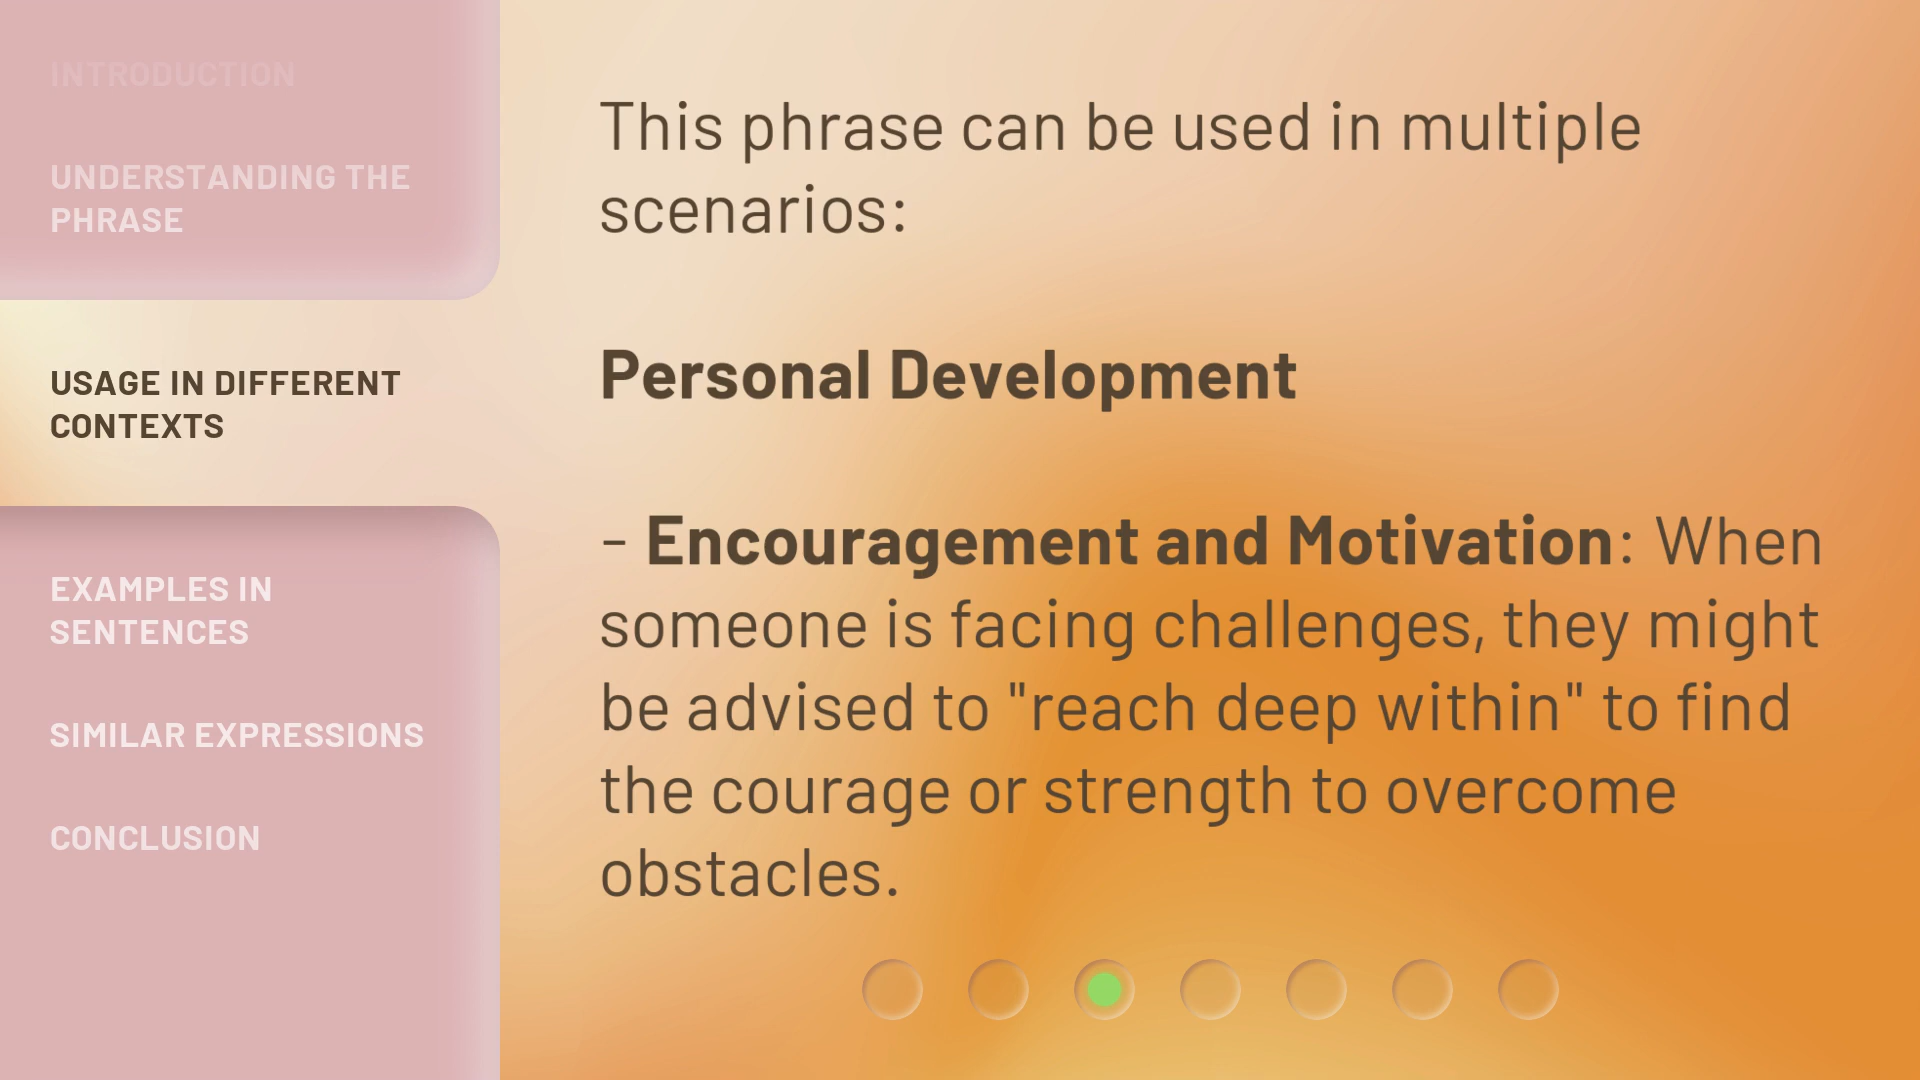 INTRODUCTION
UNDERSTANDING THE
PHRASE
USAGE IN DIFFERENT
CONTEXTS
EXAMPLES IN
SENTENCES
SIMILAR EXPRESSIONS
CONCLUSION
This phrase can be used in multiple
scenarios:
Personal Development
- Encouragement and Motivation: When
someone is facing challenges, they might
be advised to "reach deep within" to find
the courage or strength to overcome
obstacles.